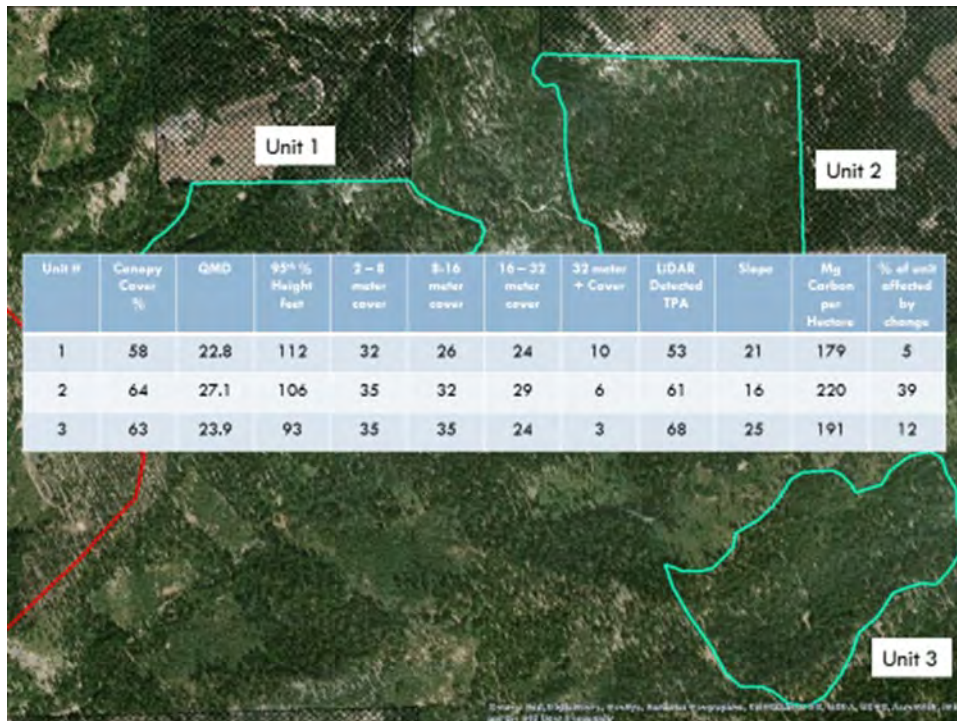 Unit 1
Unit 2
Unit # Canopy Cover % QMD 95th % Height feet 2 – 8 meter cover 8-16 meter cover 16 – 32 meter cover 32 meter + Cover LiDAR Detected TPA Slope Mg Carbon per Hectare % of unit affected by change
1 58 22.8 112 32 26 24 10 53 21 179 5
2 64 27.1 106 35 32 29 6 61 16 220 39
3 63 23.9 93 35 35 24 3 68 25 191 12
Unit 3